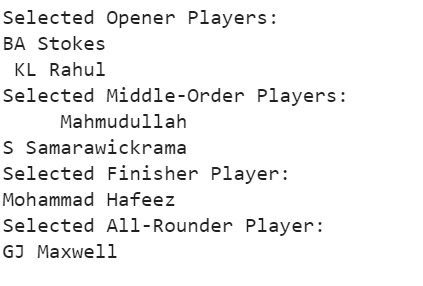 Selected Opener Players:
BA Stokes
 KL Rahul
Selected Middle-Order Players:
     Mahmudullah
S Samarawickrama
Selected Finisher Player:
Mohammad Hafeez
Selected All-Rounder Player:
GJ Maxwell